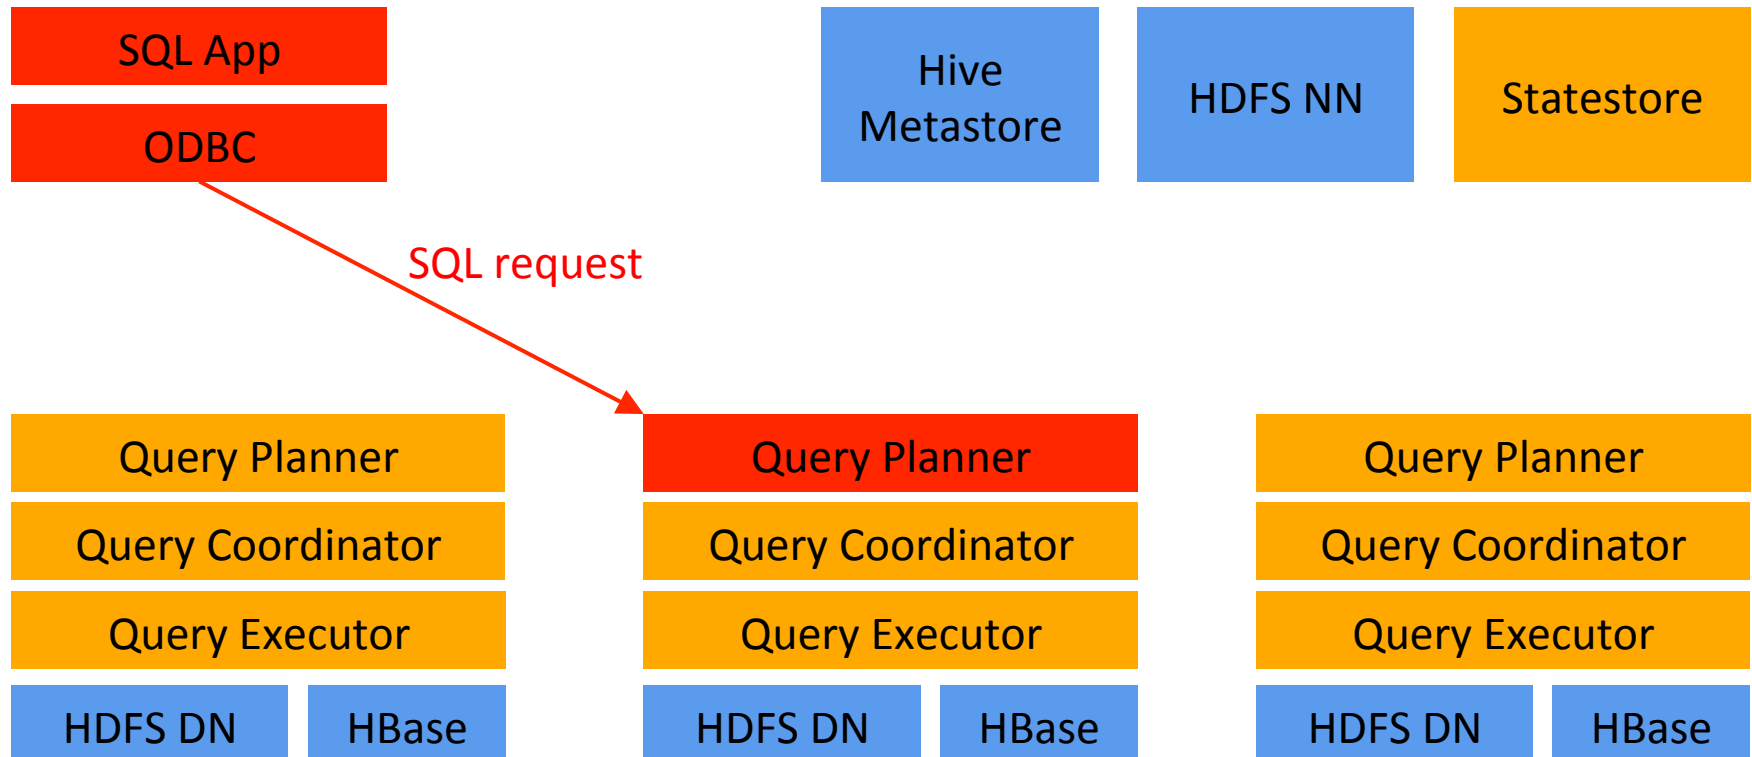 SQL App
ODBC
Hive
Metastore
HDFS NN
Statestore
SQL request
Query Planner
Query Coordinator
Query Executor
HDFS DN
HBase
Query Planner
Query Coordinator
Query Executor
HDFS DN
HBase
Query Planner
Query Coordinator
Query Executor
HDFS DN
HBase